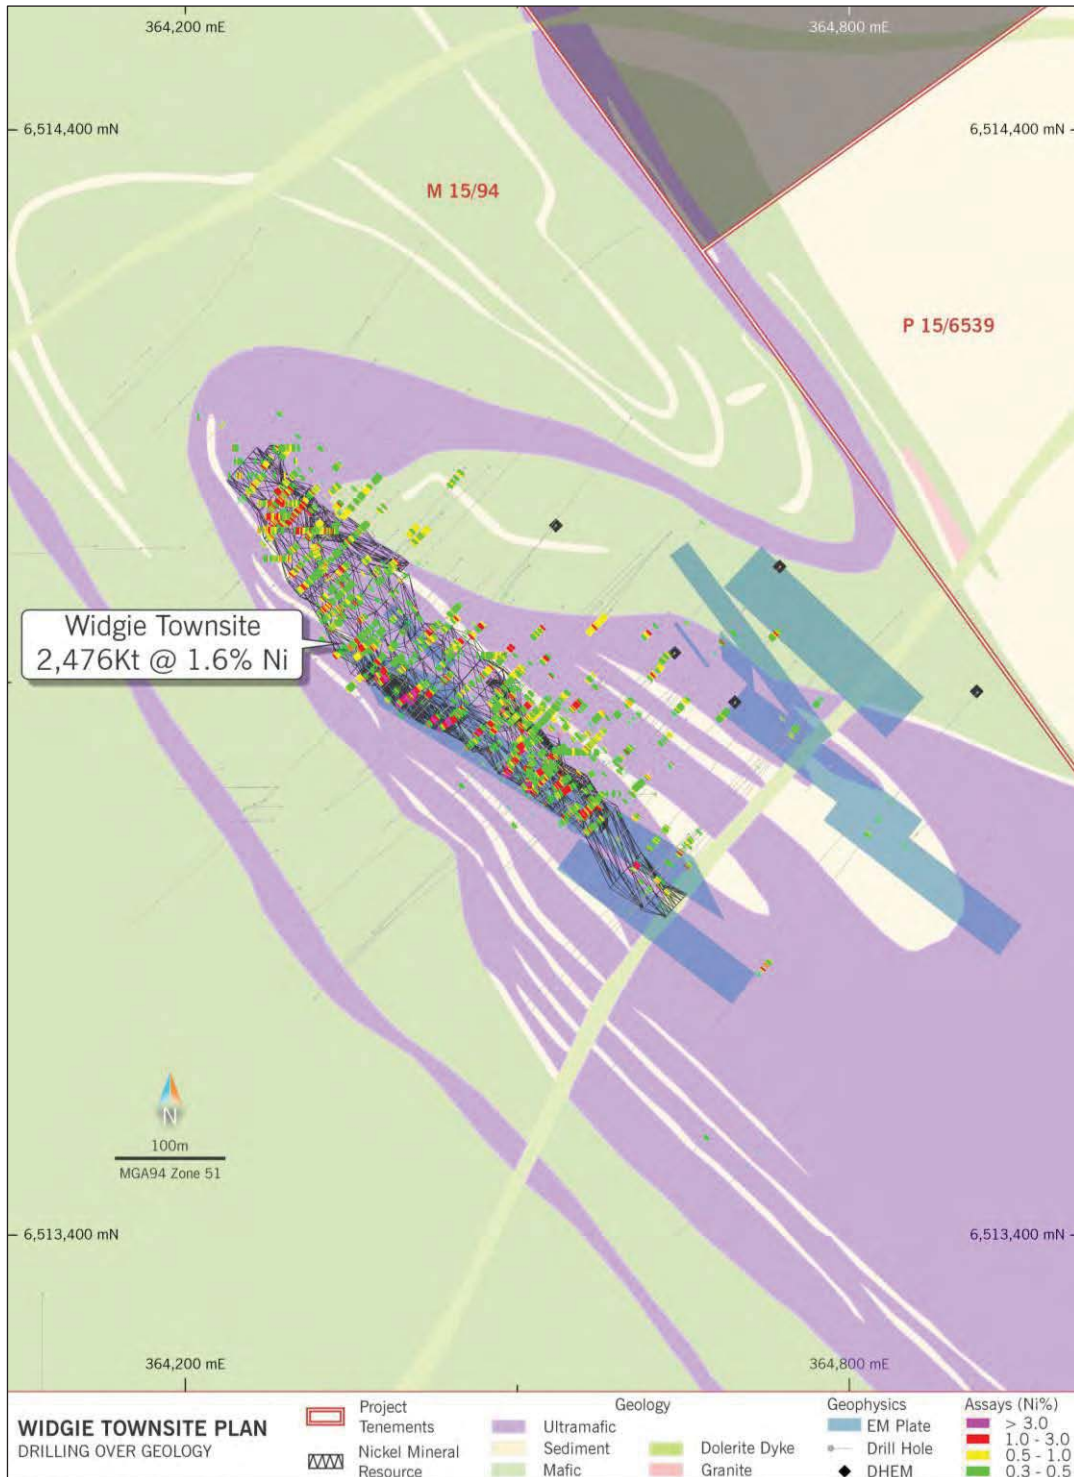 364,200 mE
364,800 mE
6,514,400 mN
6,514,400 mN
M 15/94
P 15/6539
Widgie Townsite
2,476Kt @ 1.6% Ni
N
100m
MGA94 Zone 51
6,513,400 mN
6,513,400 mN
364,200 mE
364,800 mE
WIDGIE TOWNSITE PLAN
DRILLING OVER GEOLOGY
Project
Tenements
Nickel Mineral
Resource
Geology
Ultramafic
Sediment
Mafic
Dolerite Dyke
Granite
Geophysics
EM Plate
Drill Hole
DHEM
Assays (Ni%)
> 3.0
1.0 - 3.0
0.5 - 1.0
0.3 - 0.5